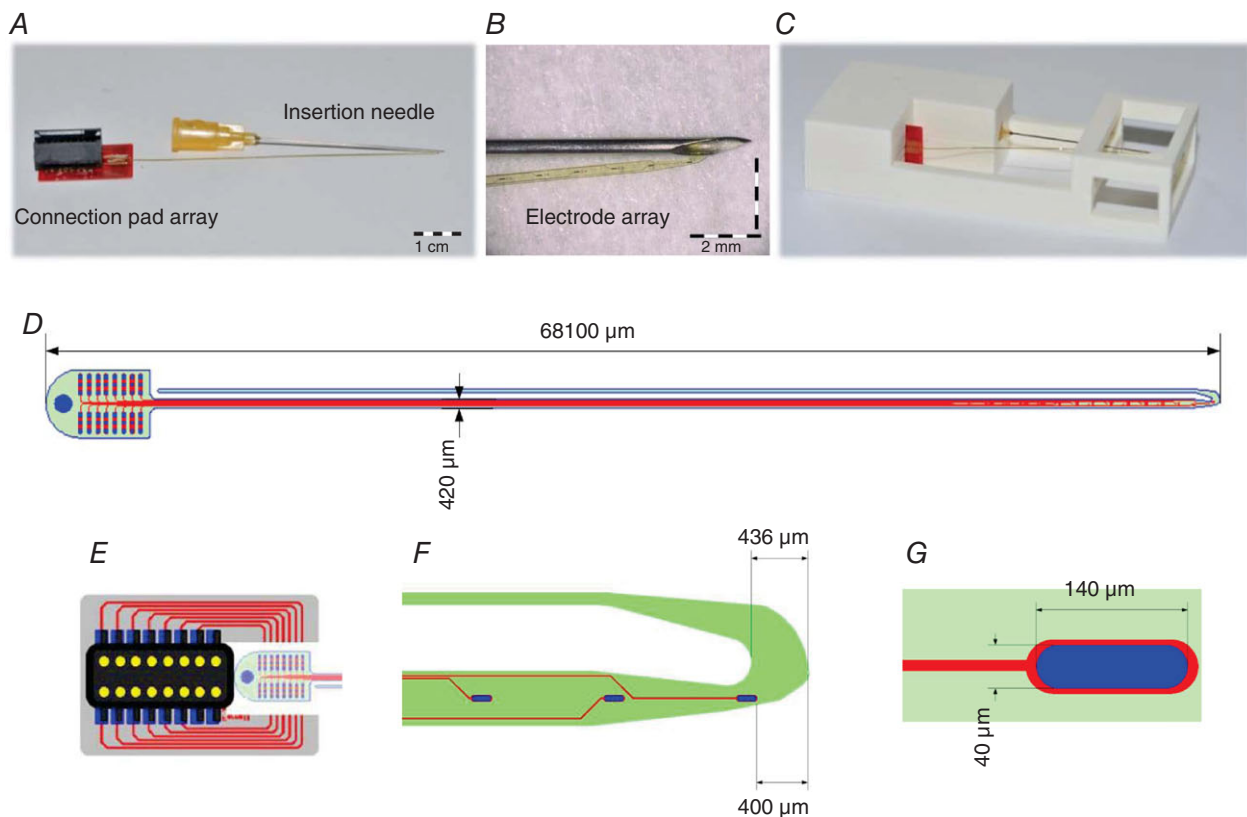 A
B
C
Insertion needle
Connection pad array
1 cm
Electrode array
2 mm
D
68100 µm
420 µm
E
F
G
436 µm
400 µm
140 µm
40 µm